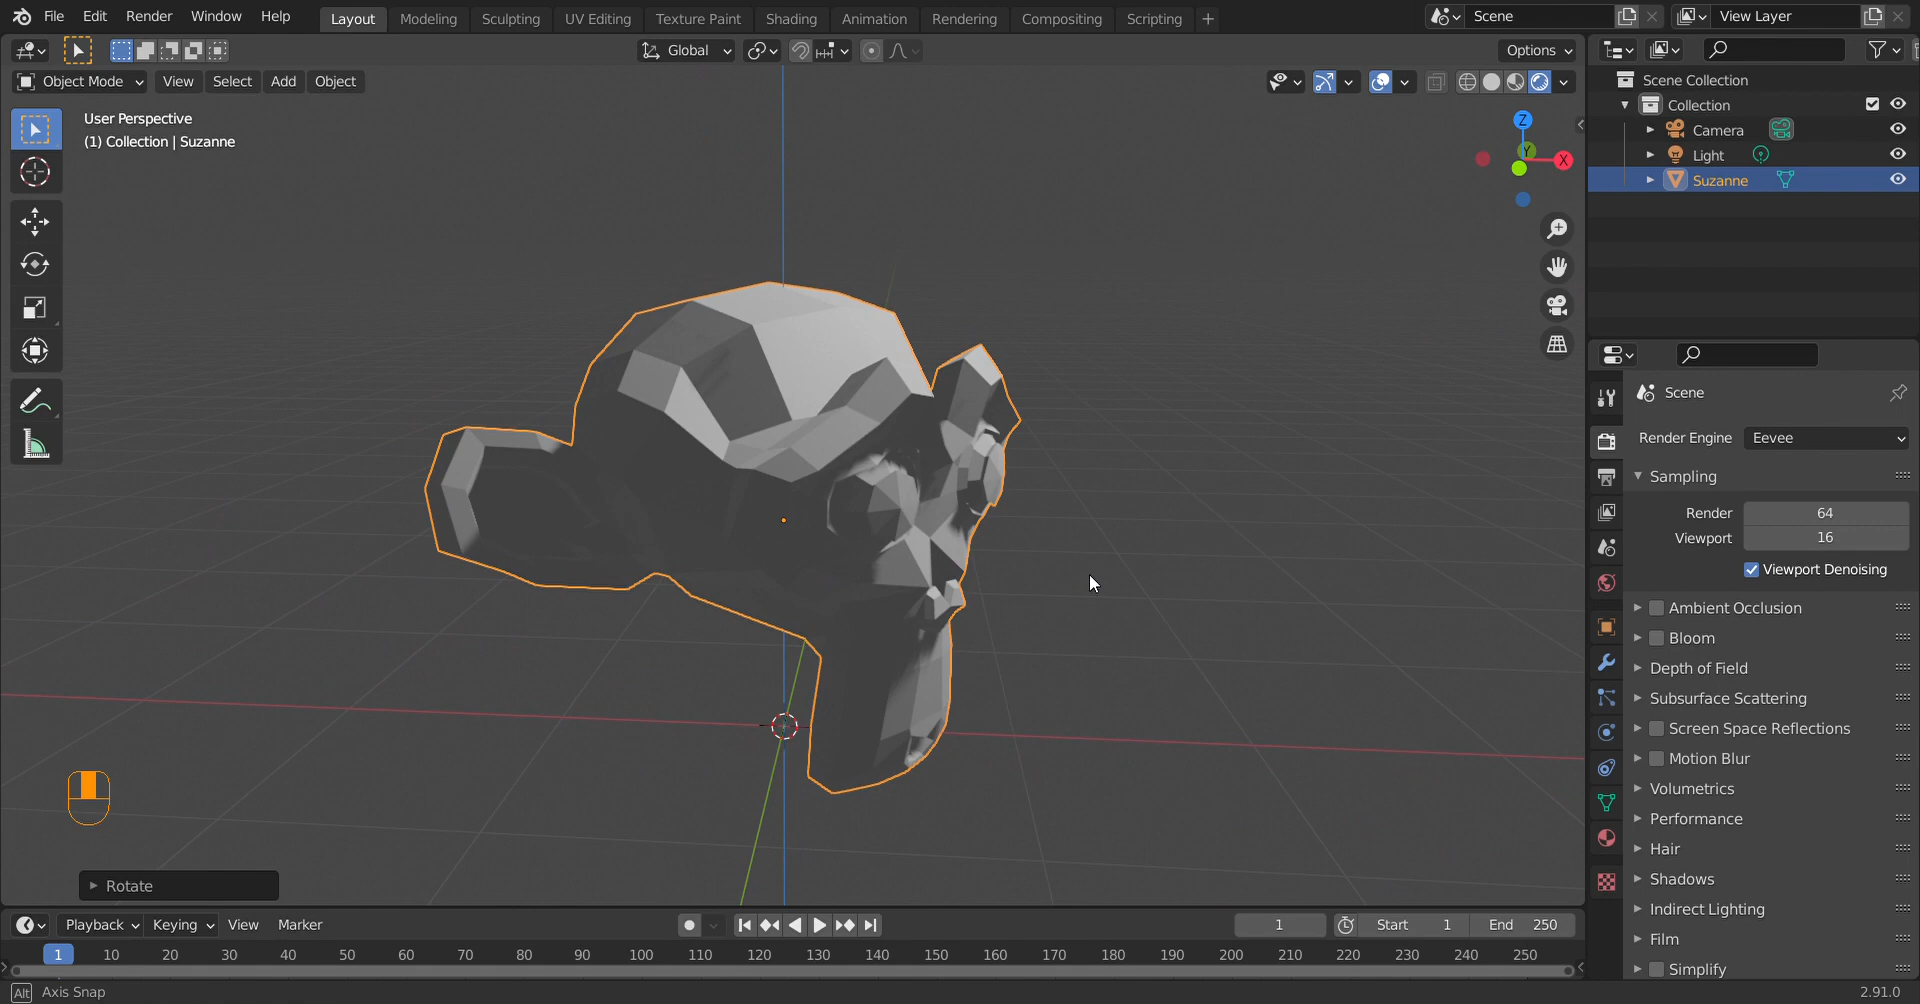 File Edit Render Window Help Layout Modeling Sculpting UV Editing Texture Paint Shading Animation Rendering Compositing Scripting + Scene View Layer
Global Options
Object Mode View Select Add Object
User Perspective
(1) Collection | Suzanne
Z
Y
X
Scene Collection
Collection
Camera
Light
Suzanne
Scene
Render Engine Eevee
Sampling
Render 64
Viewport 16
Viewport Denoising
Ambient Occlusion
Bloom
Depth of Field
Subsurface Scattering
Screen Space Reflections
Motion Blur
Volumetrics
Performance
Hair
Shadows
Indirect Lighting
Film
Simplify
Rotate
Playback Keying View Marker 1 Start 1 End 250
1 10 20 30 40 50 60 70 80 90 100 110 120 130 140 150 160 170 180 190 200 210 220 230 240 250
Alt Axis Snap 2.91.0